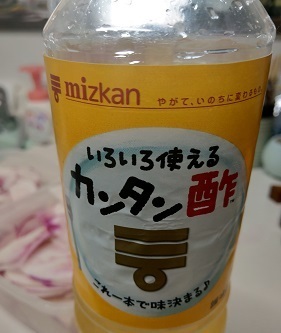 mizkan
やがて、いのちに変わるもの。
いろいろ使える
カンタン酢
これ一本で味決まる♪